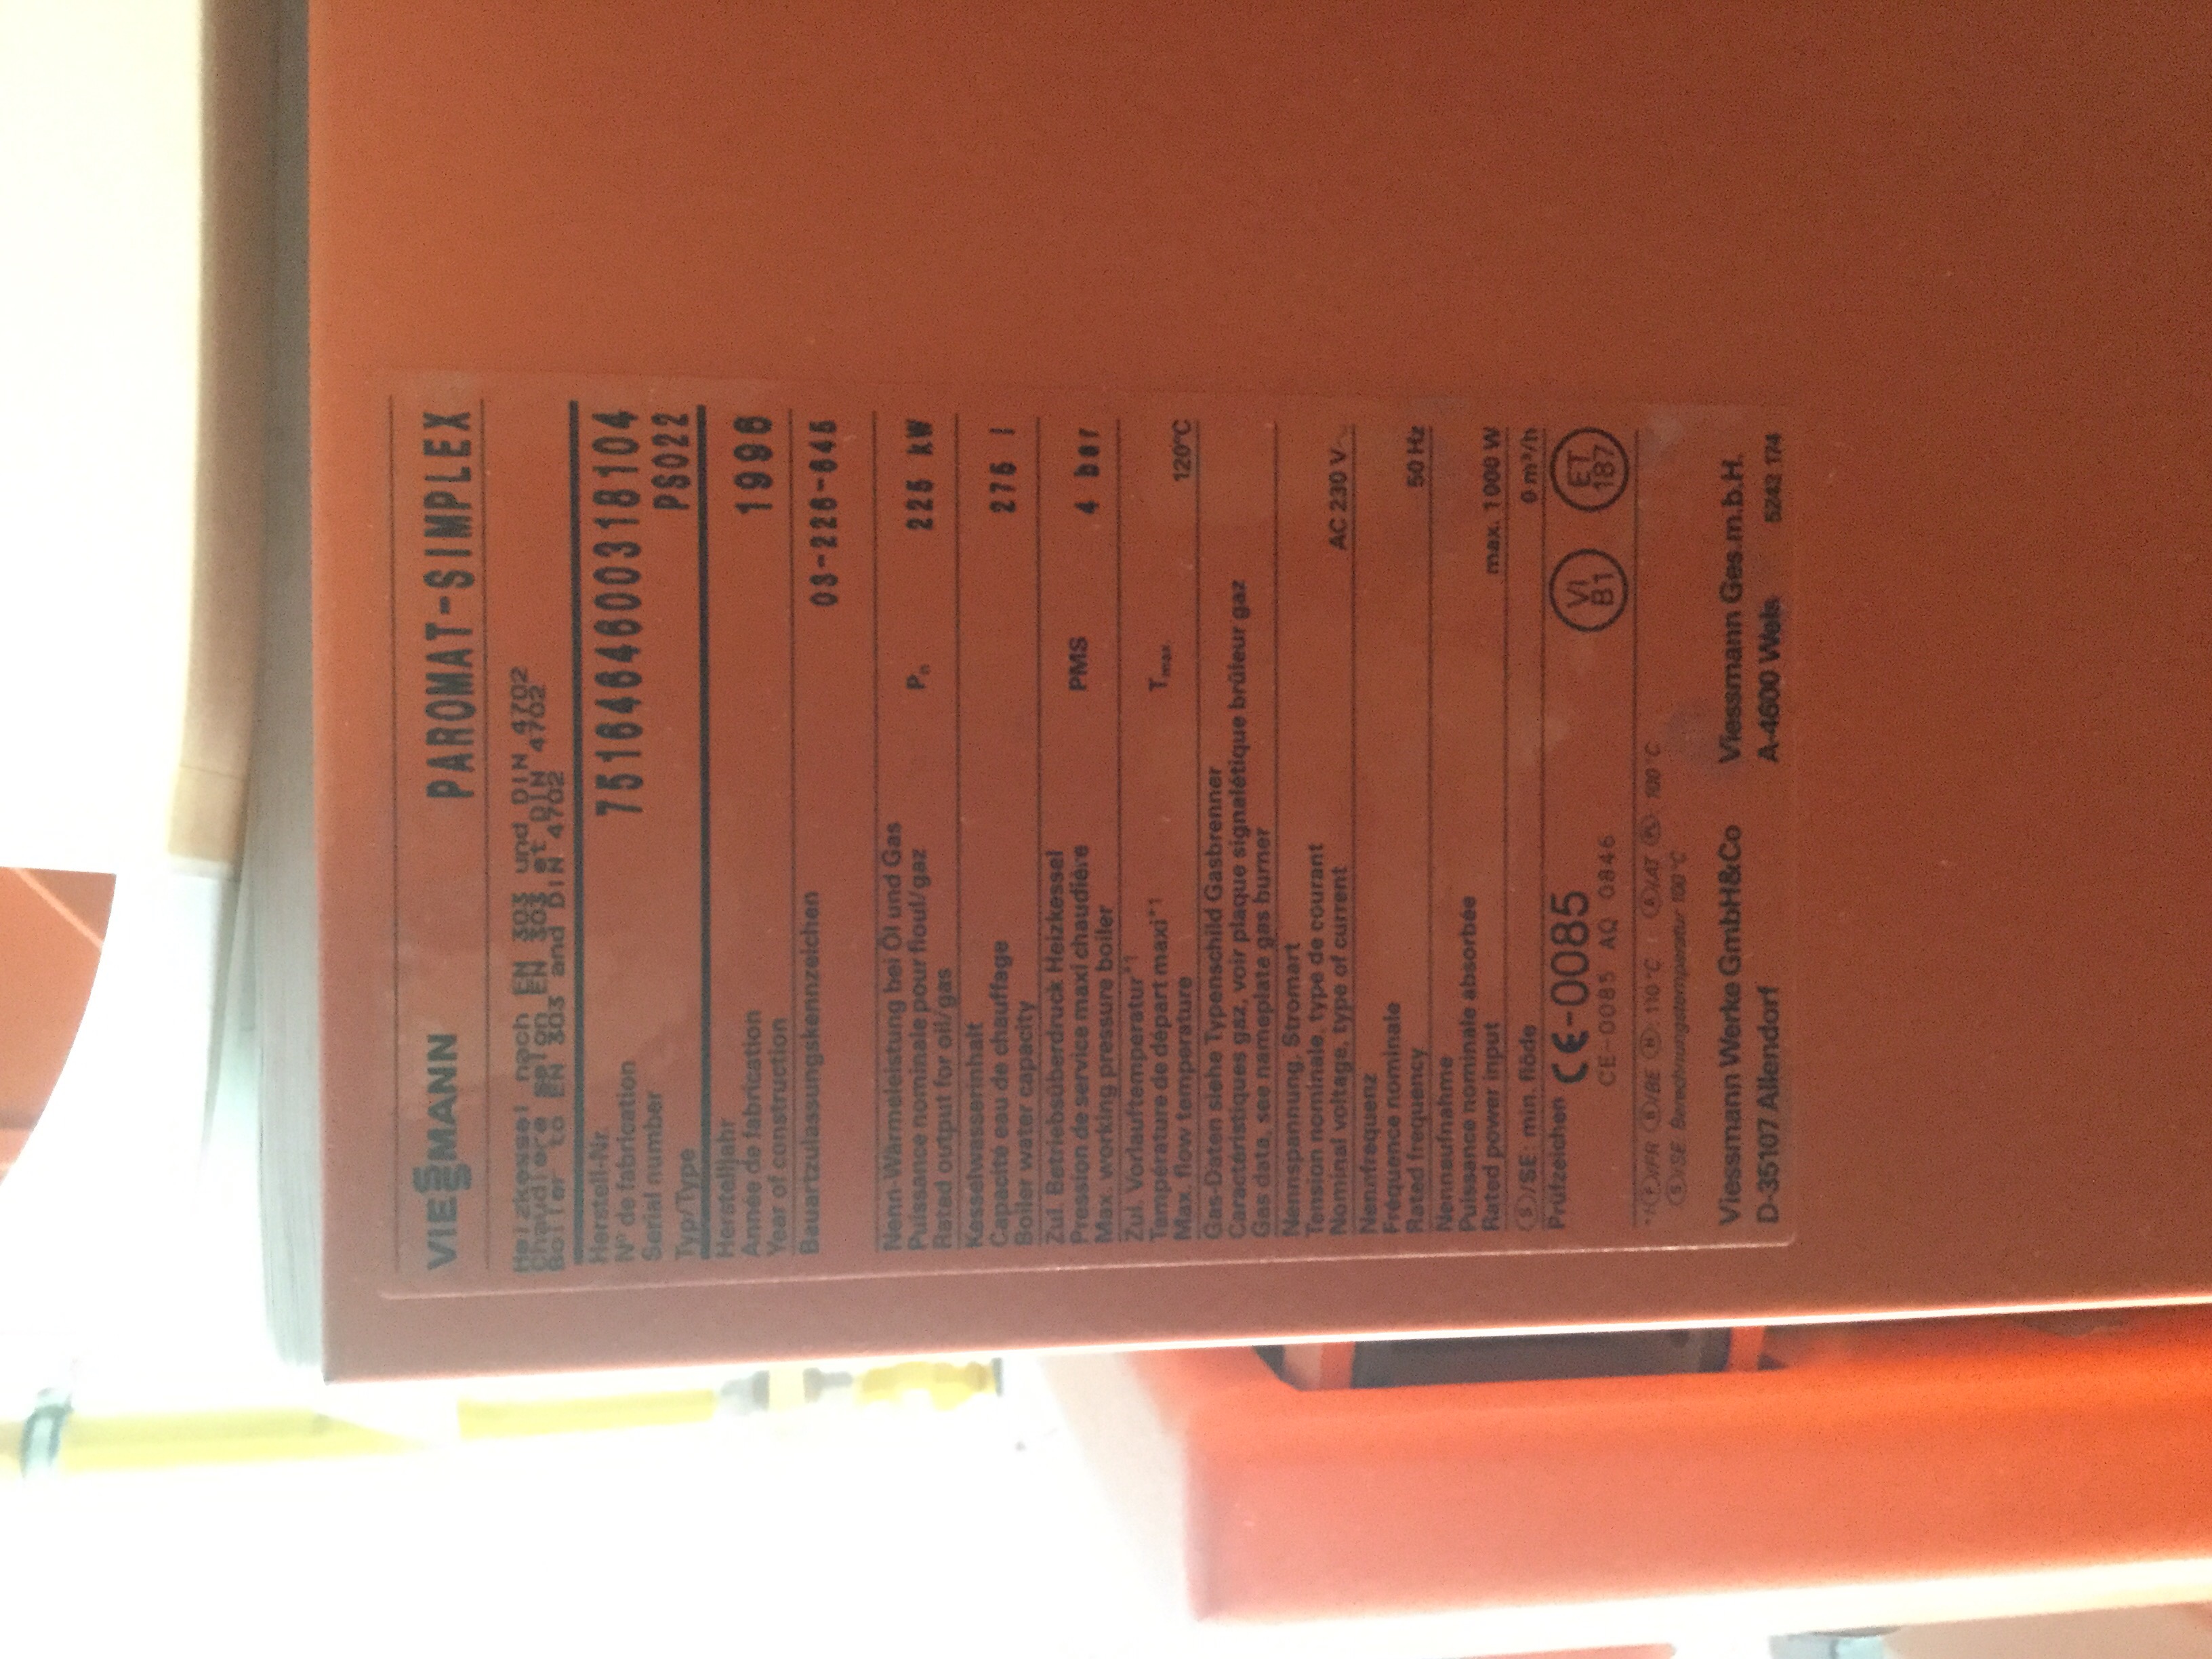 VIESSMANN PAROMAT-SIMPLEX
Heizkessel nach EN 303 und DIN 4702
Chaudiere selon EN 303 et DIN 4702
Boiler to EN 303 and DIN 4702
Herstell-Nr.
N° de fabrication 7516464600318104
Serial number
Typ/Type PS022
Herstelljahr
Année de fabrication 1996
Year of construction
Bauartzulassungskennzeichen 03-226-645
Nenn-Wärmeleistung bei Öl und Gas
Puissance nominale pour fioul/gaz Pn 225 kW
Rated output for oil/gas
Kesselwasserinhalt
Capacité eau de chauffage 275 l
Boiler water capacity
Zul. Betriebsüberdruck Heizkessel
Pression de service maxi chaudière PMS 4 bar
Max. working pressure boiler
Zul. Vorlauftemperatur*1
Température de départ maxi*1 Tmax.
Max. flow temperature 120°C
Gas-Daten siehe Typenschild Gasbrenner
Caractéristiques gaz, voir plaque signalétique brûleur gaz
Gas data, see nameplate gas burner
Nennspannung, Stromart
Tension nominale, type de courant
Nominal voltage, type of current AC 230 V~
Nennfrequenz
Fréquence nominale
Rated frequency 50 Hz
Nennaufnahme
Puissance nominale absorbée
Rated power input max. 1000 W
S/SE: min. flöde 0 m³/h
Prüfzeichen CE-0085 VI B1 ET 187
CE-0085 AQ 0846
*1 F/FR B/BE H: 110°C A/AT PL: 100°C
S/SE: Berechnungstemperatur 100°C
Viessmann Werke GmbH&Co Viessmann Ges.m.b.H.
D-35107 Allendorf A-4600 Wels 5243 174